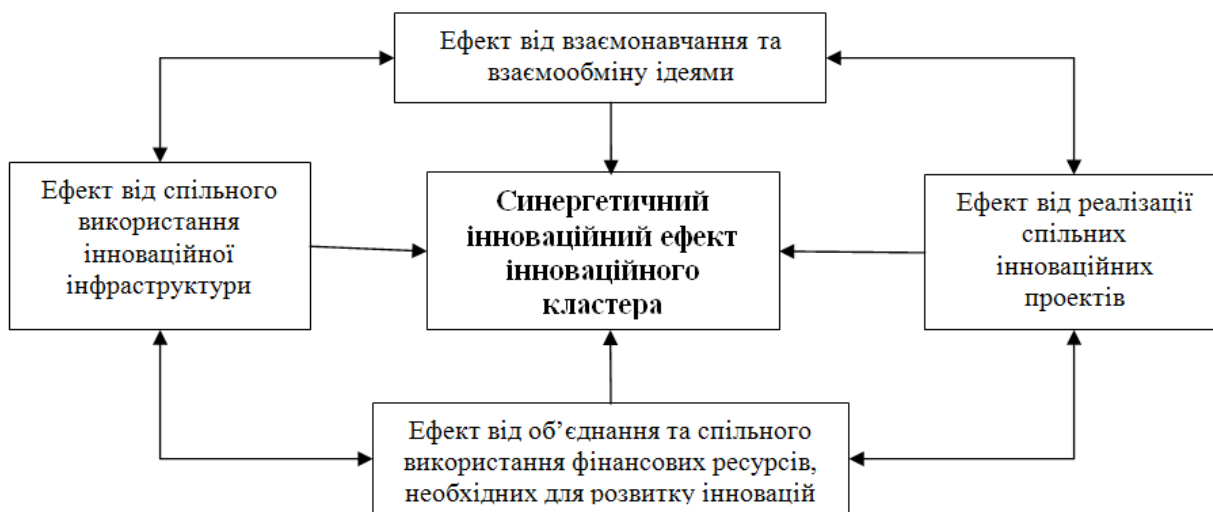 Ефект від взаємонавчання та
взаємообміну ідеями
Ефект від спільного
використання
інноваційної
інфраструктури
Синергетичний
інноваційний ефект
інноваційного
кластера
Ефект від реалізації
спільних
інноваційних
проектів
Ефект від об’єднання та спільного
використання фінансових ресурсів,
необхідних для розвитку інновацій